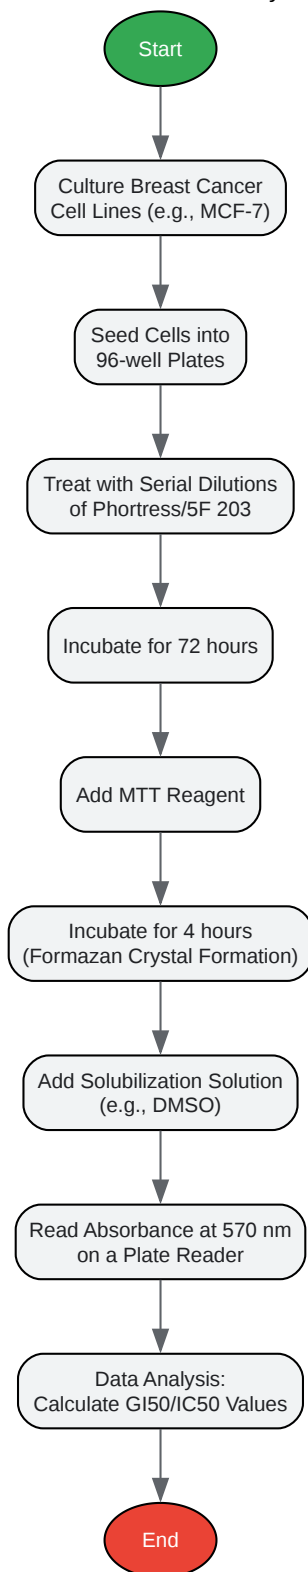 Start
Culture Breast Cancer
Cell Lines (e.g., MCF-7)
Seed Cells into
96-well Plates
Treat with Serial Dilutions
of Phortress/5F 203
Incubate for 72 hours
Add MTT Reagent
Incubate for 4 hours
(Formazan Crystal Formation)
Add Solubilization Solution
(e.g., DMSO)
Read Absorbance at 570 nm
on a Plate Reader
Data Analysis:
Calculate GI50/IC50 Values
End